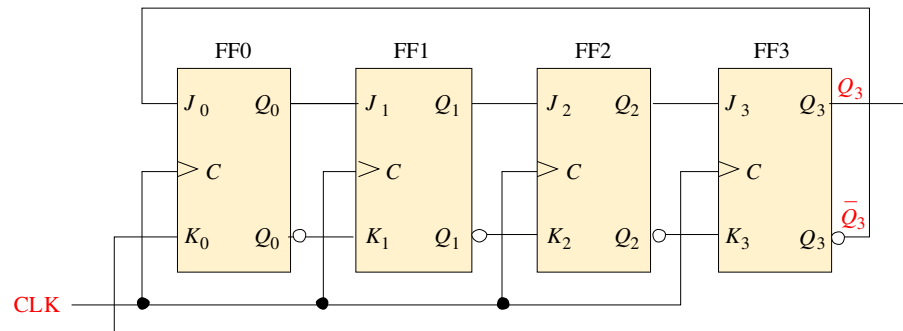 FF0 FF1 FF2 FF3
J0 Q0 J1 Q1 J2 Q2 J3 Q3 Q3
C C C C
K0 Q0 K1 Q1 K2 Q2 K3 Q3 Q̄3
CLK